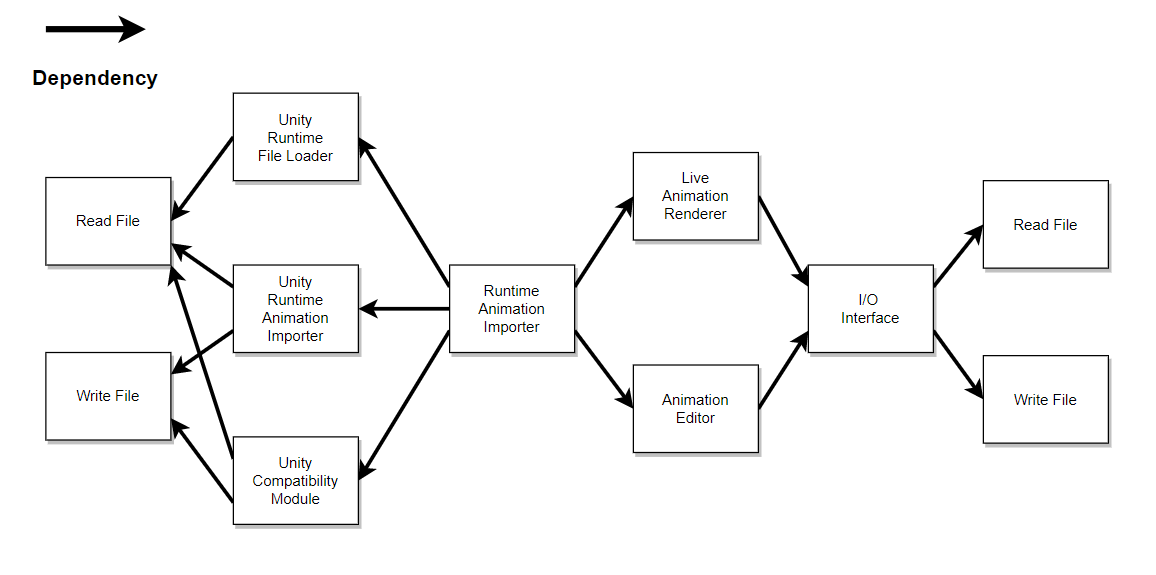 Dependency
Unity
Runtime
File Loader
Read File
Unity
Runtime
Animation
Importer
Write File
Unity
Compatibility
Module
Runtime
Animation
Importer
Live
Animation
Renderer
Animation
Editor
I/O
Interface
Read File
Write File